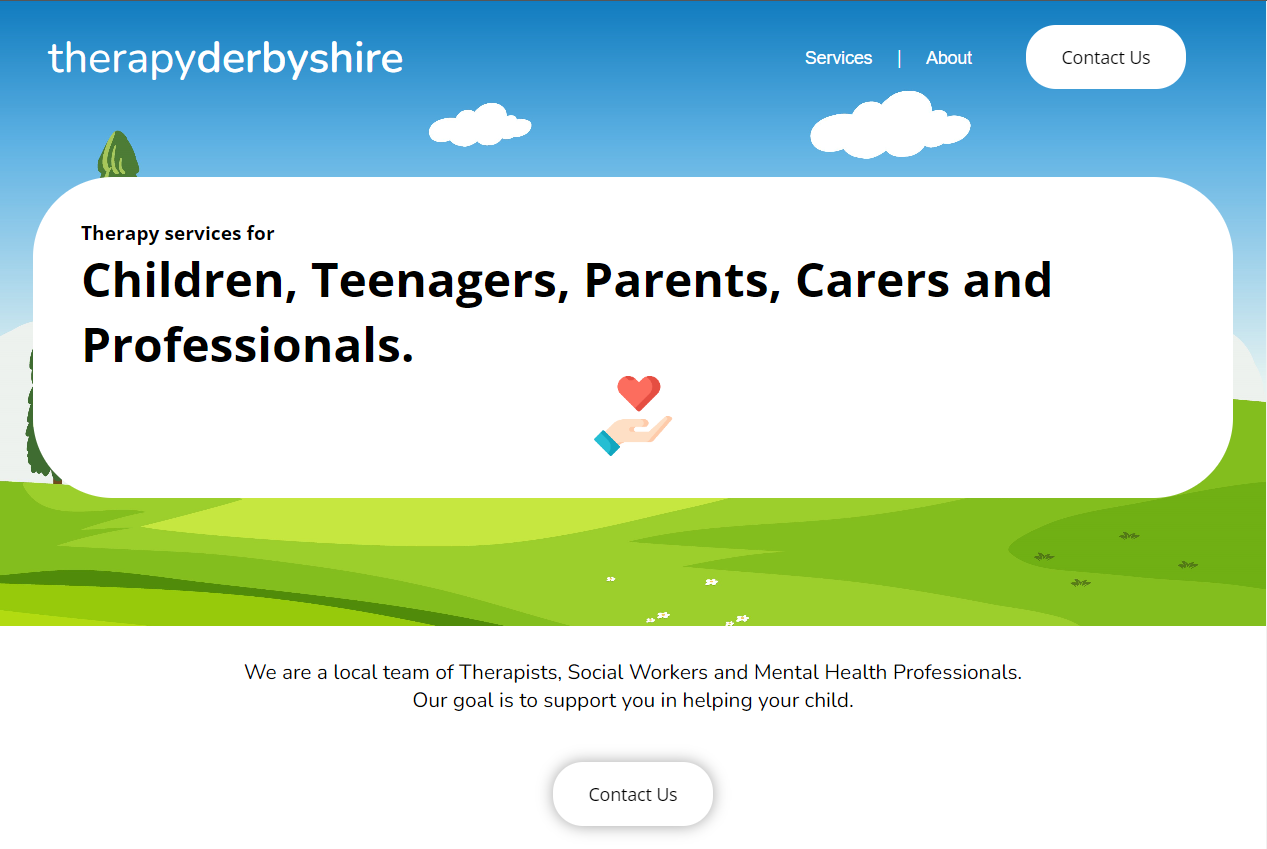 therapyderbyshire
Services | About
Contact Us
Therapy services for
Children, Teenagers, Parents, Carers and
Professionals.
We are a local team of Therapists, Social Workers and Mental Health Professionals.
Our goal is to support you in helping your child.
Contact Us